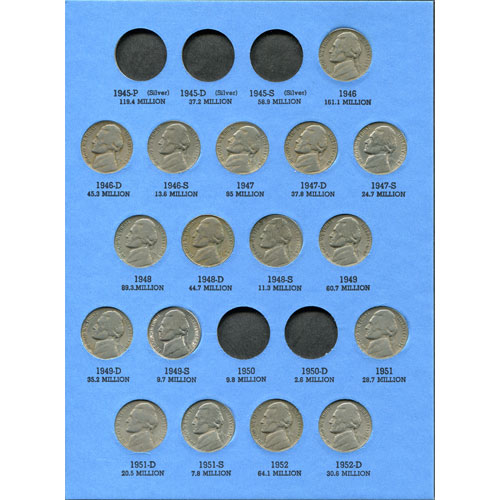 1945-P (Silver) 1945-D (Silver) 1945-S (Silver) 1946
119.4 MILLION 37.2 MILLION 58.9 MILLION 161.1 MILLION
1946-D 1946-S 1947 1947-D 1947-S
45.2 MILLION 13.6 MILLION 95 MILLION 37.8 MILLION 24.7 MILLION
1948 1948-D 1948-S 1949
89.3 MILLION 44.7 MILLION 11.3 MILLION 60.7 MILLION
1949-D 1949-S 1950 1950-D 1951
35.2 MILLION 9.7 MILLION 9.8 MILLION 2.6 MILLION 28.7 MILLION
1951-D 1951-S 1952 1952-D
20.5 MILLION 7.8 MILLION 64.1 MILLION 30.6 MILLION